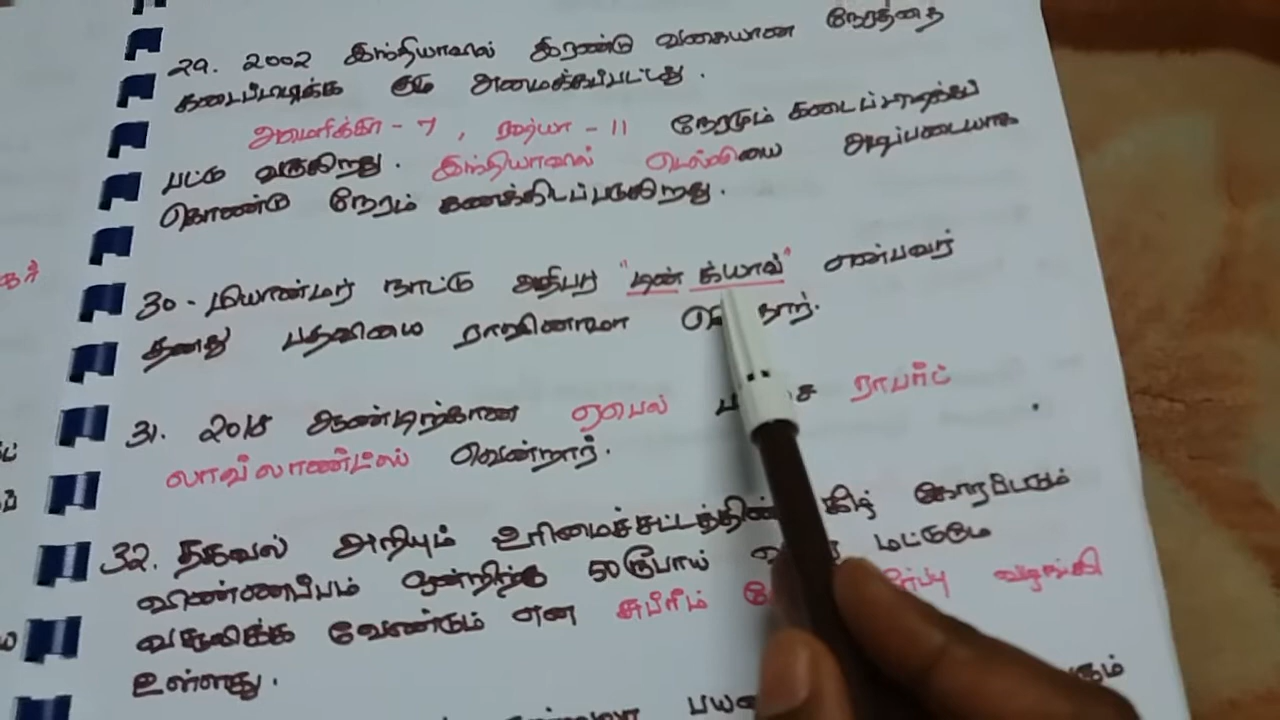 29. 2002 இந்தியாவில் இரண்டு வகையான நேரத்தை
கடைப்பிடிக்க குழு அமைக்கப்பட்டது.
அமெரிக்கா - 7, ரஷ்யா - 11 நேரமும் கடைப்பிடிக்கப்
பட்டு வருகிறது. இந்தியாவில் டெல்லியை அடிப்படையாக
கொண்டு நேரம் கணக்கிடப்படுகிறது.
30 - மியான்மர் நாட்டு அதிபர் "டின் க்யாவ்" என்பவர்
தனது பதவியை ராஜினாமா
31. 2018 ஆண்டிற்கான ஏபெல் ராபர்ட்
லாங்லாண்ட்ஸ் வென்றார்.
32. தகவல் அறியும் உரிமைச்சட்டத்தின் கீழ் கோரப்படும்
விண்ணப்பம் ஒன்றிற்கு 50 ரூபாய் மட்டுமே
வசூலிக்க வேண்டும் என சுப்ரீம் வழங்கி
உள்ளது.